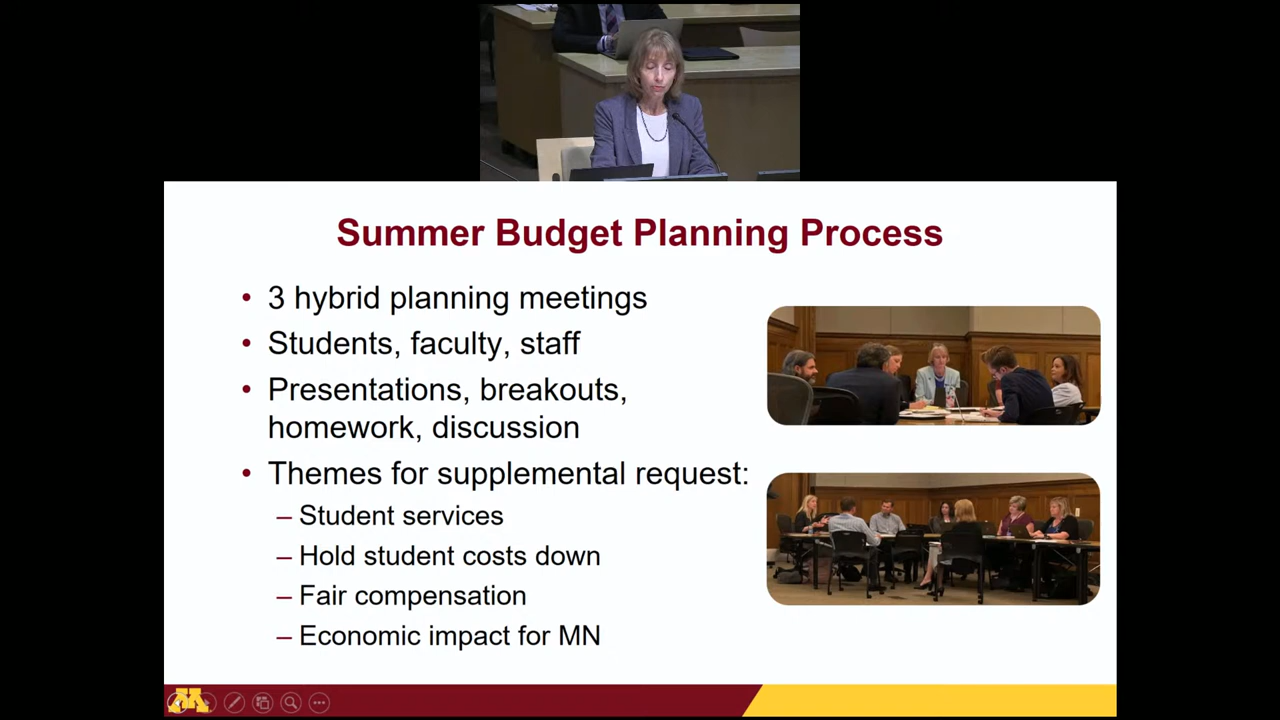 Summer Budget Planning Process
• 3 hybrid planning meetings
• Students, faculty, staff
• Presentations, breakouts,
homework, discussion
• Themes for supplemental request:
– Student services
– Hold student costs down
– Fair compensation
– Economic impact for MN
M